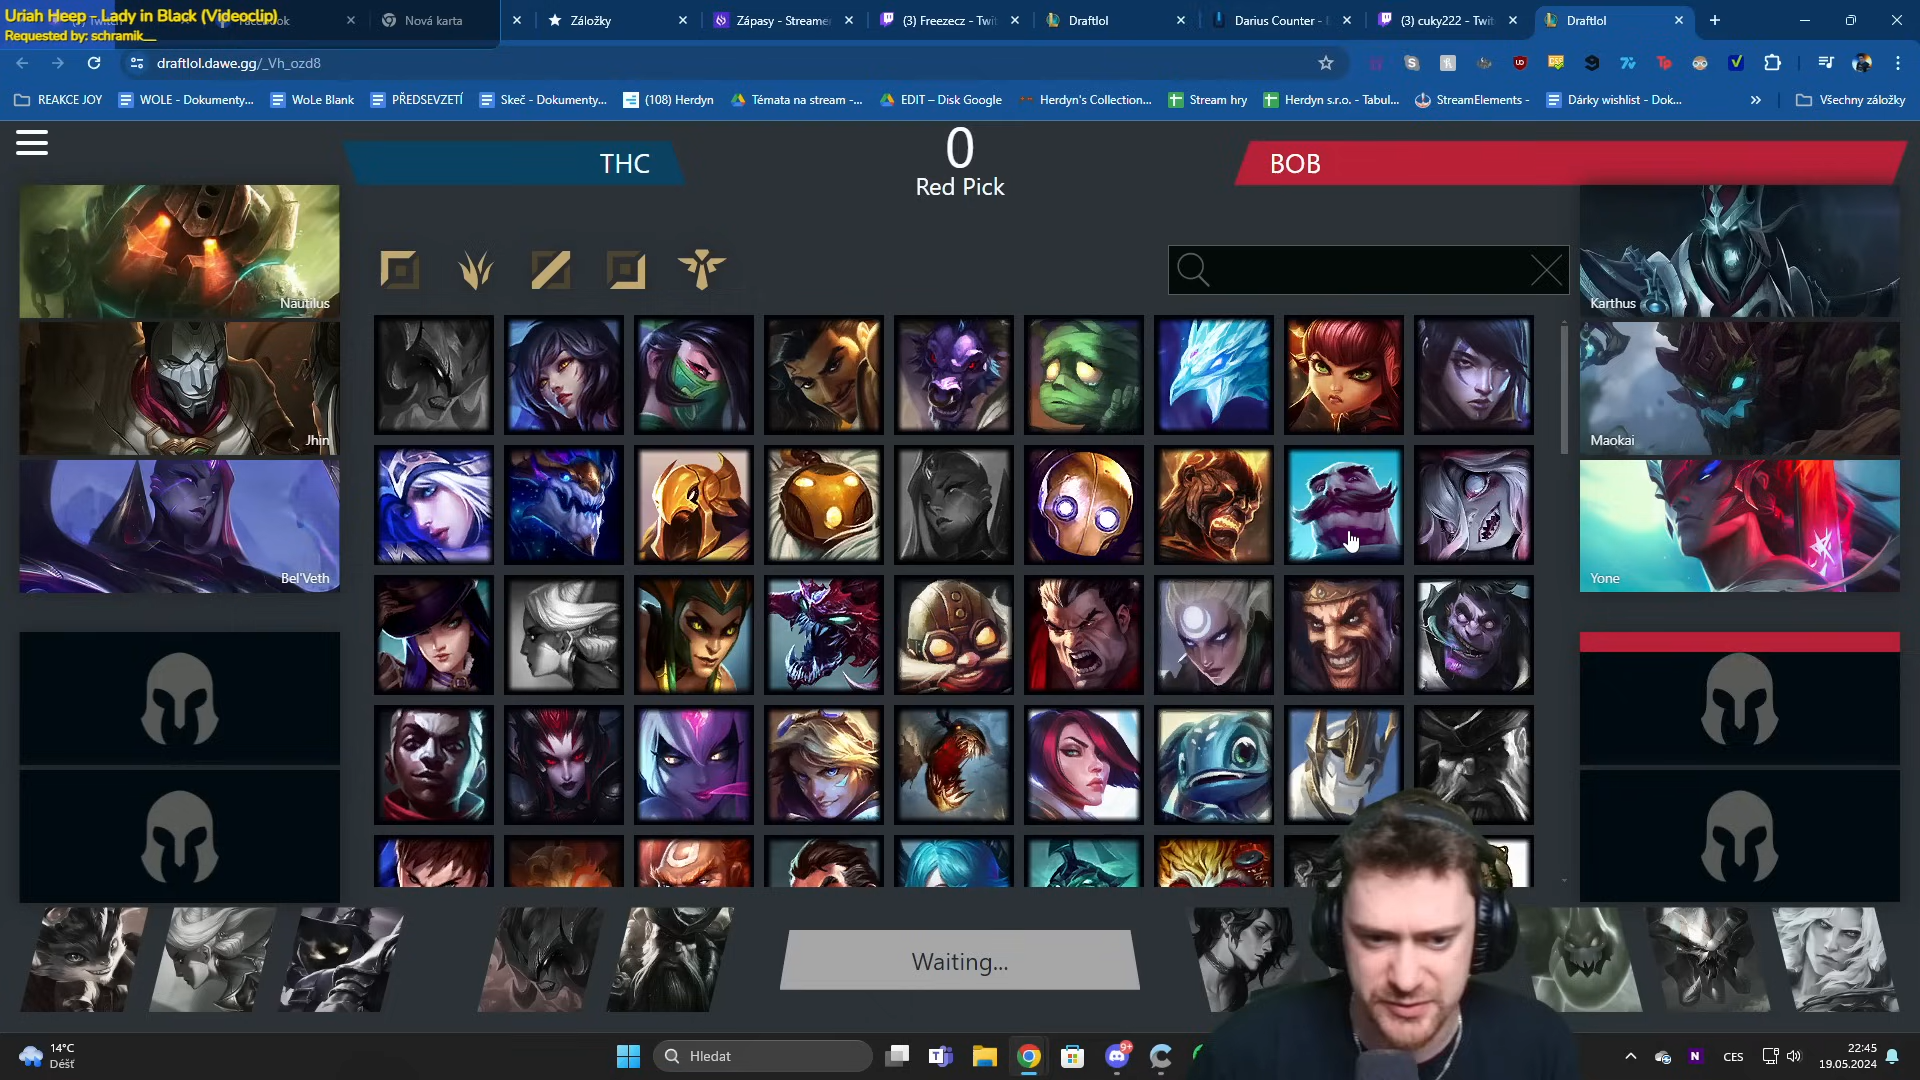 Uriah Heep - Lady in Black (Videoclip)
Requested by: schramik__
Nová karta
Záložky
Zápasy - Streamer
(3) Freezecz - Twit
Draftlol
Darius Counter -
(3) cuky222 - Twit
Draftlol
draftlol.dawe.gg/_Vh_ozd8
REAKCE JOY
WOLE - Dokumenty...
WoLe Blank
PŘEDSEVZETÍ
Skeč - Dokumenty...
(108) Herdyn
Témata na stream -...
EDIT – Disk Google
Herdyn's Collection...
Stream hry
Herdyn s.r.o. - Tabul...
StreamElements -
Dárky wishlist - Dok...
Všechny záložky
THC
0
Red Pick
BOB
Nautilus
Jhin
Bel'Veth
Karthus
Maokai
Yone
Waiting...
14°C
Déšť
Hledat
9+
CES
22:45
19.05.2024